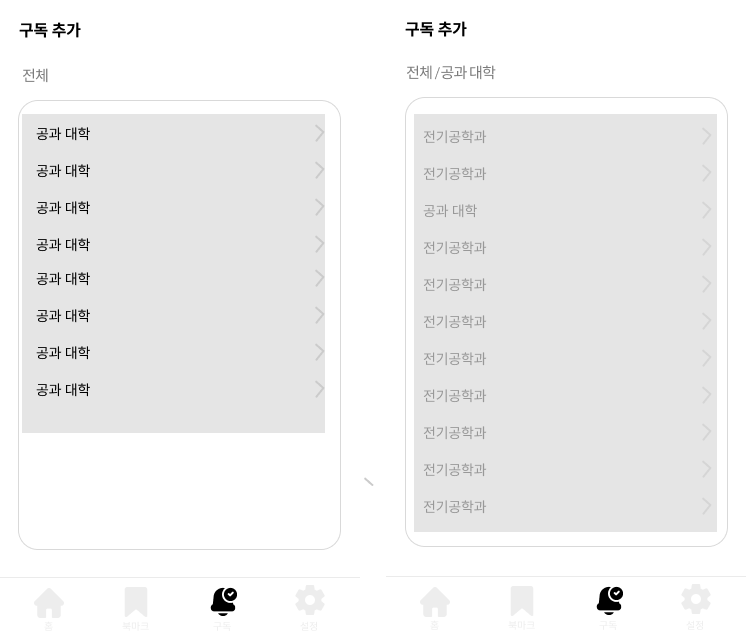 구독 추가
전체
공과 대학
공과 대학
공과 대학
공과 대학
공과 대학
공과 대학
공과 대학
공과 대학
홈
북마크
구독
설정
구독 추가
전체 / 공과 대학
전기공학과
전기공학과
공과 대학
전기공학과
전기공학과
전기공학과
전기공학과
전기공학과
전기공학과
전기공학과
전기공학과
홈
북마크
구독
설정